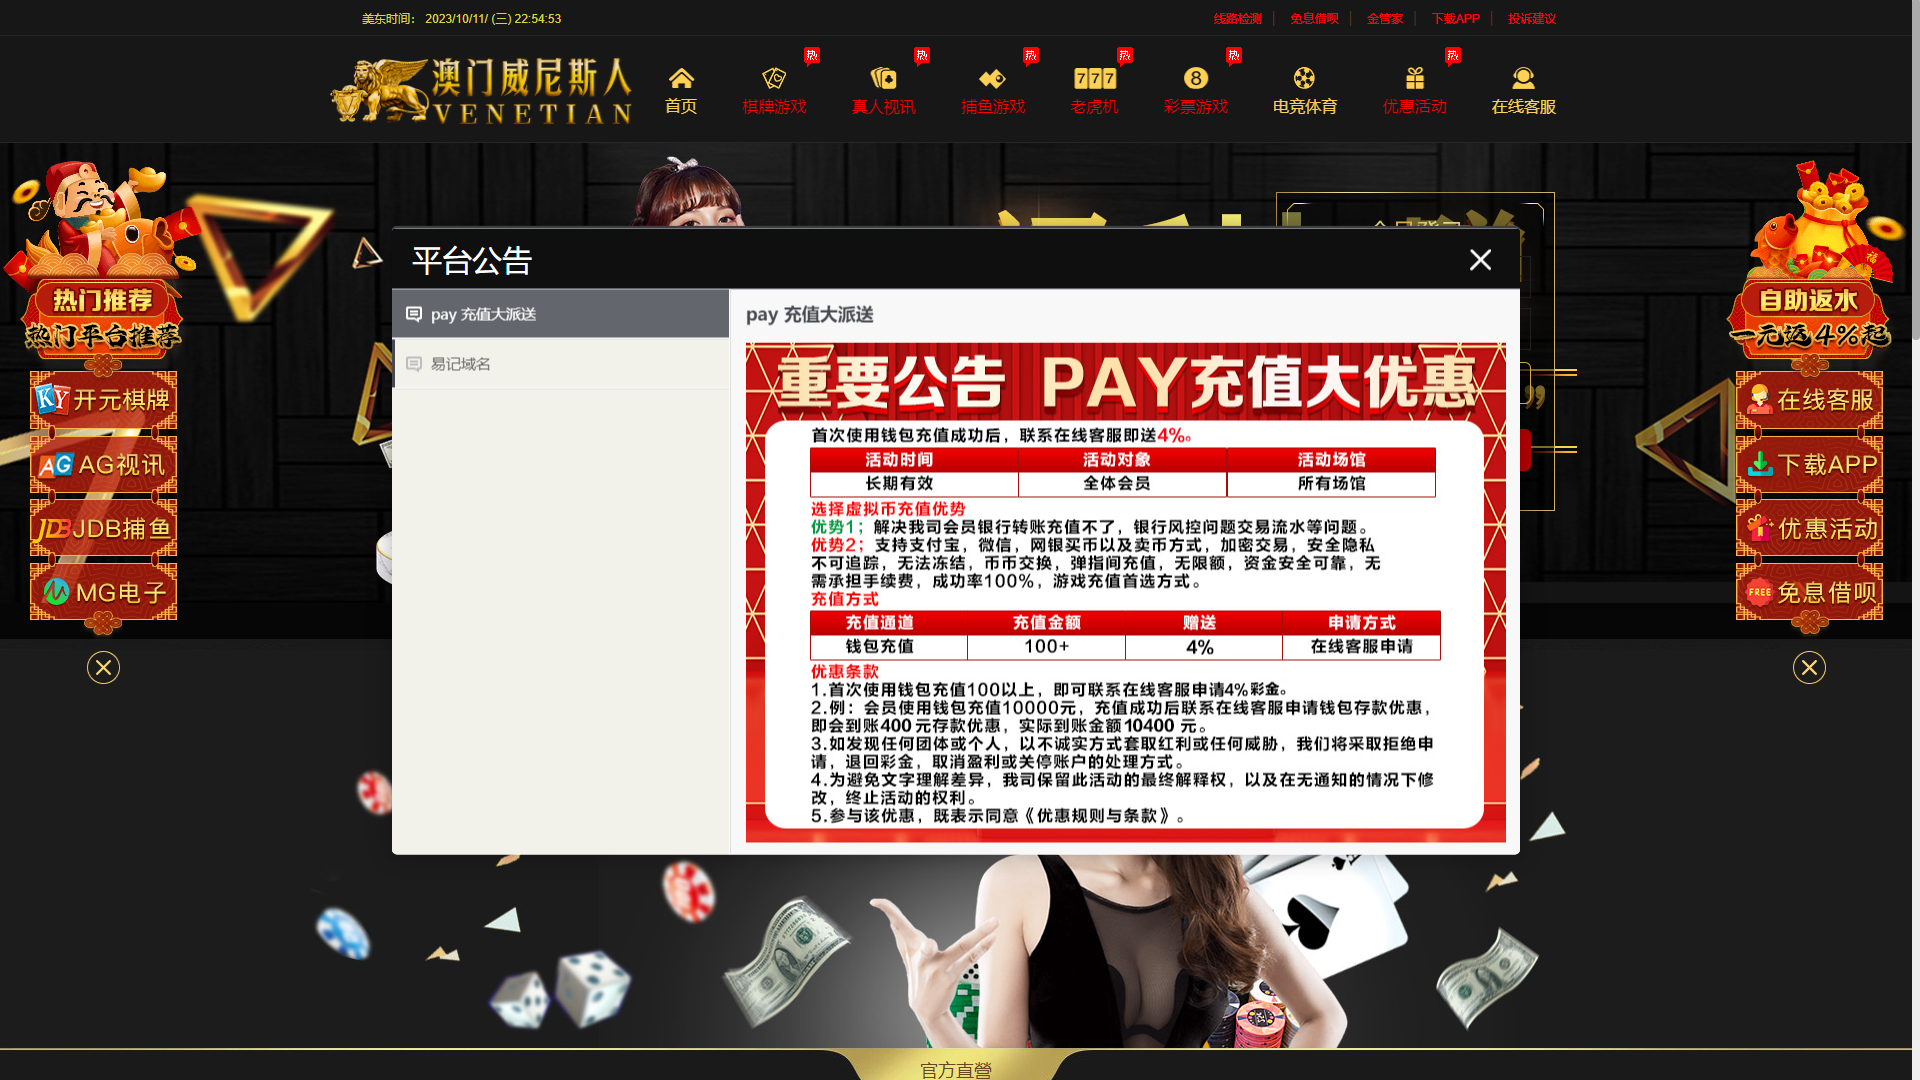 美东时间： 2023/10/11/ (三) 22:54:53
线路检测
免息借呗
金管家
下载APP
投诉建议
澳门威尼斯人
VENETIAN
首页
热
棋牌游戏
热
真人视讯
热
捕鱼游戏
热
777
老虎机
热
8
彩票游戏
电竞体育
热
优惠活动
在线客服
热门推荐
热门平台推荐
KY 开元棋牌
AG AG视讯
JDB JDB捕鱼
MG电子
福
自助返水
一元返4%起
在线客服
下载APP
优惠活动
FREE 免息借呗
平台公告
pay 充值大派送
易记域名
pay 充值大派送
重要公告 PAY充值大优惠
首次使用钱包充值成功后，联系在线客服即送4%。
活动时间 活动对象 活动场馆
长期有效 全体会员 所有场馆
选择虚拟币充值优势
优势1；解决我司会员银行转账充值不了，银行风控问题交易流水等问题。
优势2；支持支付宝，微信，网银买币以及卖币方式，加密交易，安全隐私
不可追踪，无法冻结，币币交换，弹指间充值，无限额，资金安全可靠，无
需承担手续费，成功率100%，游戏充值首选方式。
充值方式
充值通道 充值金额 赠送 申请方式
钱包充值 100+ 4% 在线客服申请
优惠条款
1.首次使用钱包充值100以上，即可联系在线客服申请4%彩金。
2.例：会员使用钱包充值10000元，充值成功后联系在线客服申请钱包存款优惠，
即会到账400 元存款优惠，实际到账金额10400 元。
3.如发现任何团体或个人，以不诚实方式套取红利或任何威胁，我们将采取拒绝申
请，退回彩金，取消盈利或关停账户的处理方式。
4.为避免文字理解差异，我司保留此活动的最终解释权，以及在无通知的情况下修
改，终止活动的权利。
5.参与该优惠，既表示同意《优惠规则与条款》。
官方直營